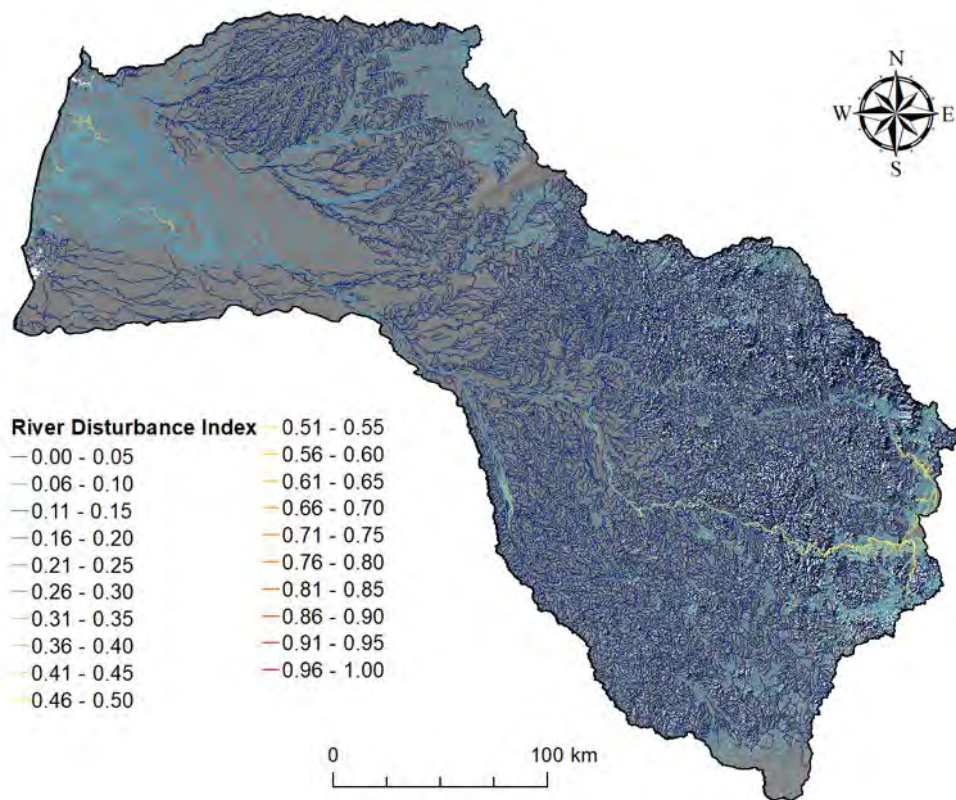 N
W E
S
River Disturbance Index
0.00 - 0.05
0.06 - 0.10
0.11 - 0.15
0.16 - 0.20
0.21 - 0.25
0.26 - 0.30
0.31 - 0.35
0.36 - 0.40
0.41 - 0.45
0.46 - 0.50
0.51 - 0.55
0.56 - 0.60
0.61 - 0.65
0.66 - 0.70
0.71 - 0.75
0.76 - 0.80
0.81 - 0.85
0.86 - 0.90
0.91 - 0.95
0.96 - 1.00
0 100 km